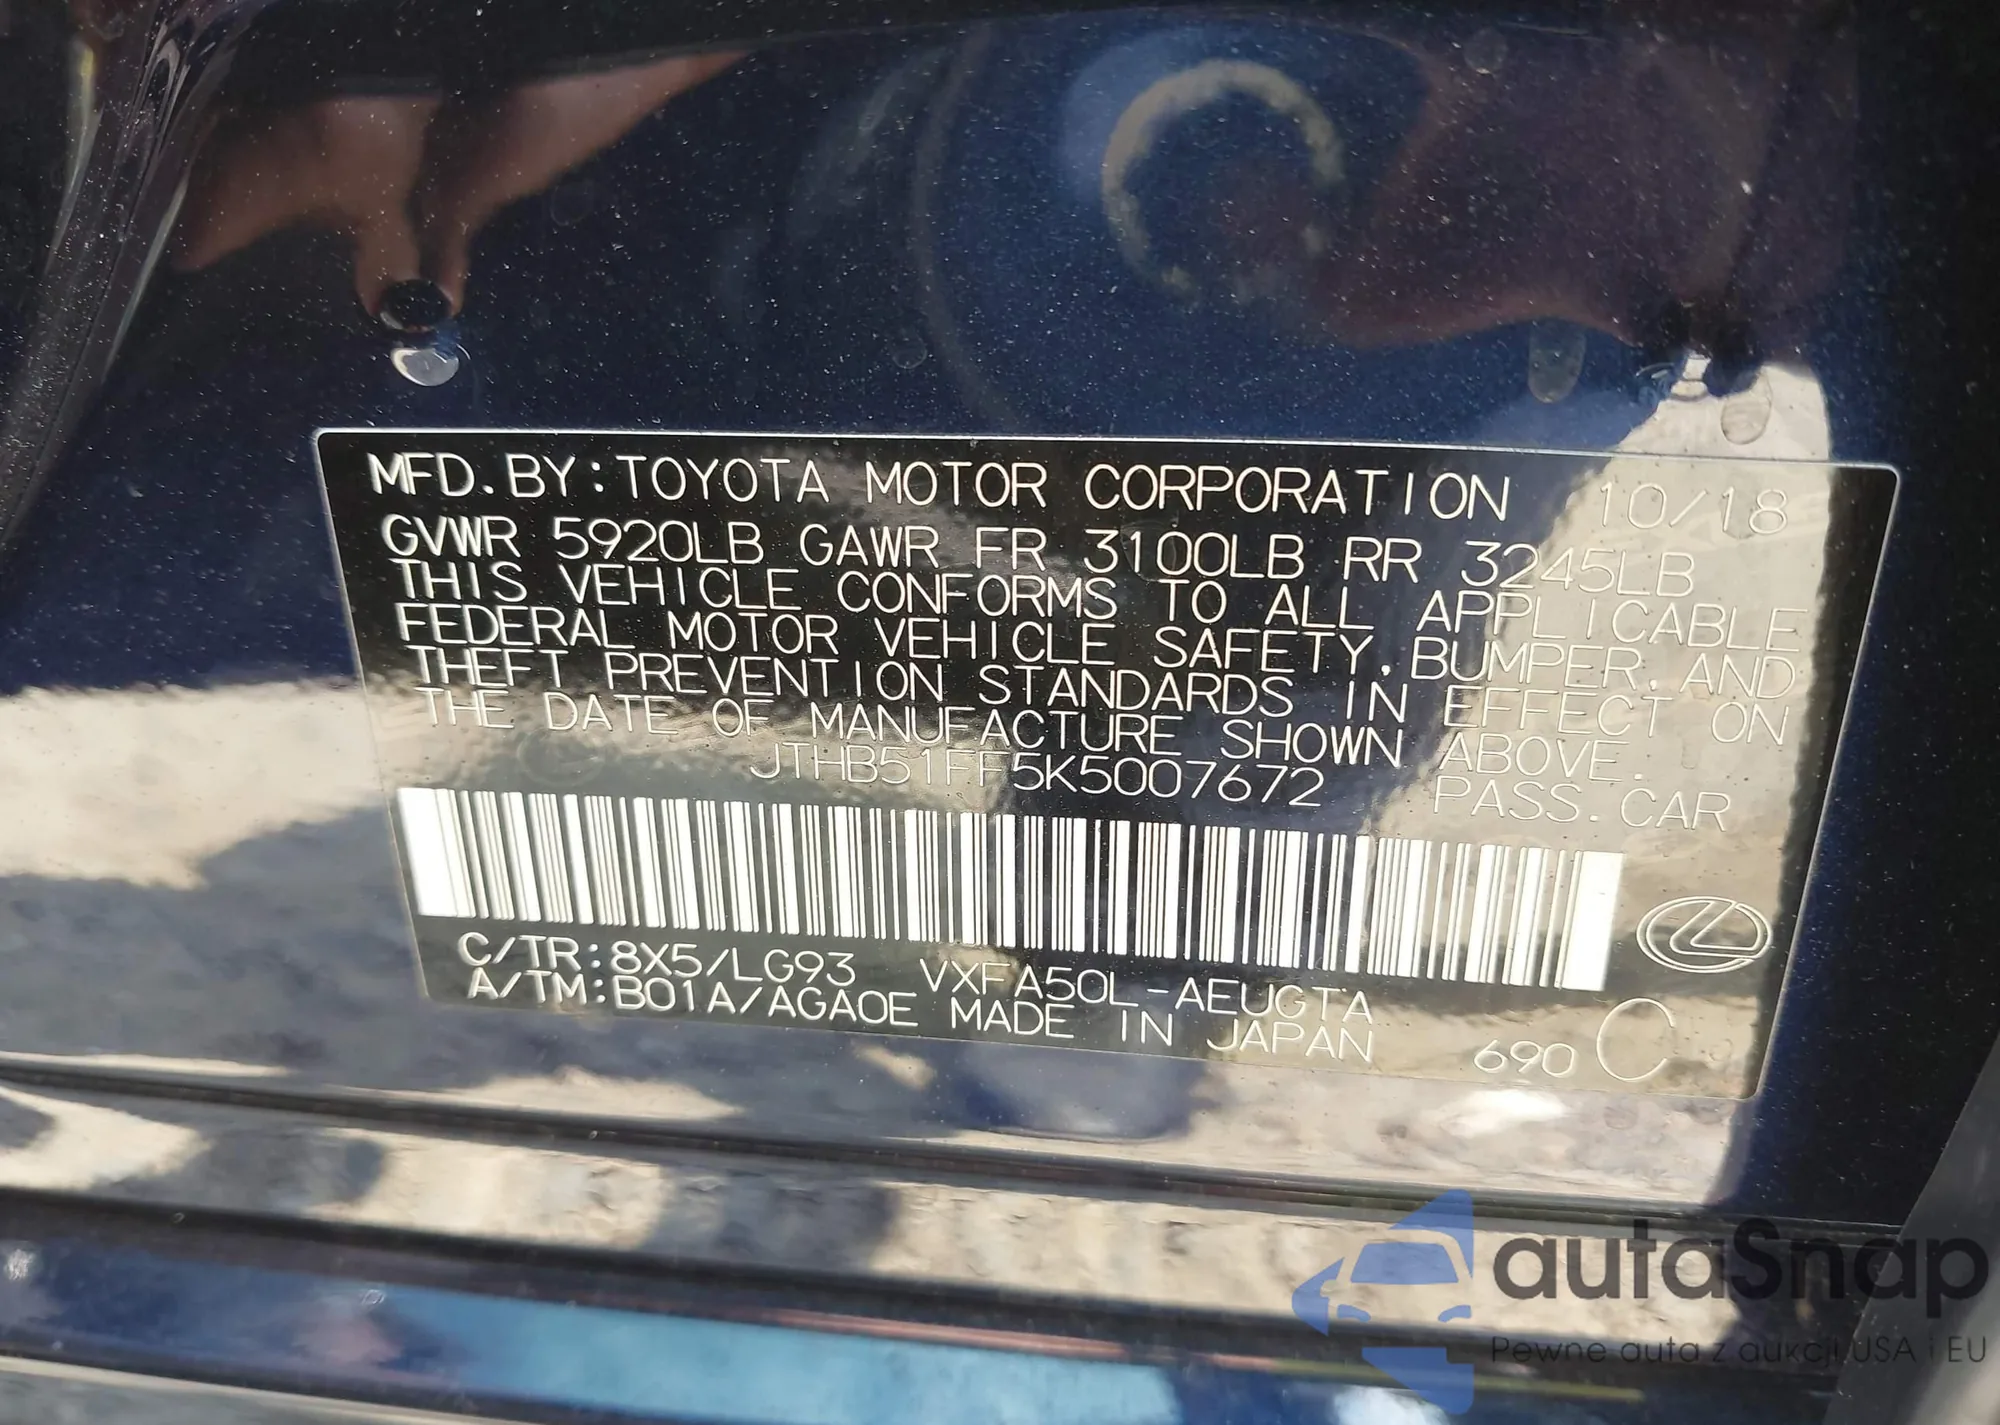 MFD. BY: TOYOTA MOTOR CORPORATION 10/18
GVWR 5920LB GAWR FR 3100LB RR 3245LB
THIS VEHICLE CONFORMS TO ALL APPLICABLE
FEDERAL MOTOR VEHICLE SAFETY, BUMPER, AND
THEFT PREVENTION STANDARDS IN EFFECT ON
THE DATE OF MANUFACTURE SHOWN ABOVE.
JTHB51FF5K5007672 PASS. CAR
C/TR: 8X5/LG93 VXFA50L-AEUGTA
A/TM: B01A/AGA0E MADE IN JAPAN 690 C
autaSnap
Pewne auta z aukcji USA i EU